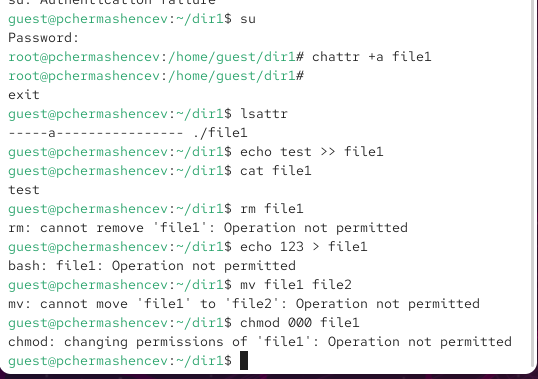 su: Authentication failure
guest@pchermashencev:~/dir1$ su
Password:
root@pchermashencev:/home/guest/dir1# chattr +a file1
root@pchermashencev:/home/guest/dir1#
exit
guest@pchermashencev:~/dir1$ lsattr
-----a---------------- ./file1
guest@pchermashencev:~/dir1$ echo test >> file1
guest@pchermashencev:~/dir1$ cat file1
test
guest@pchermashencev:~/dir1$ rm file1
rm: cannot remove 'file1': Operation not permitted
guest@pchermashencev:~/dir1$ echo 123 > file1
bash: file1: Operation not permitted
guest@pchermashencev:~/dir1$ mv file1 file2
mv: cannot move 'file1' to 'file2': Operation not permitted
guest@pchermashencev:~/dir1$ chmod 000 file1
chmod: changing permissions of 'file1': Operation not permitted
guest@pchermashencev:~/dir1$